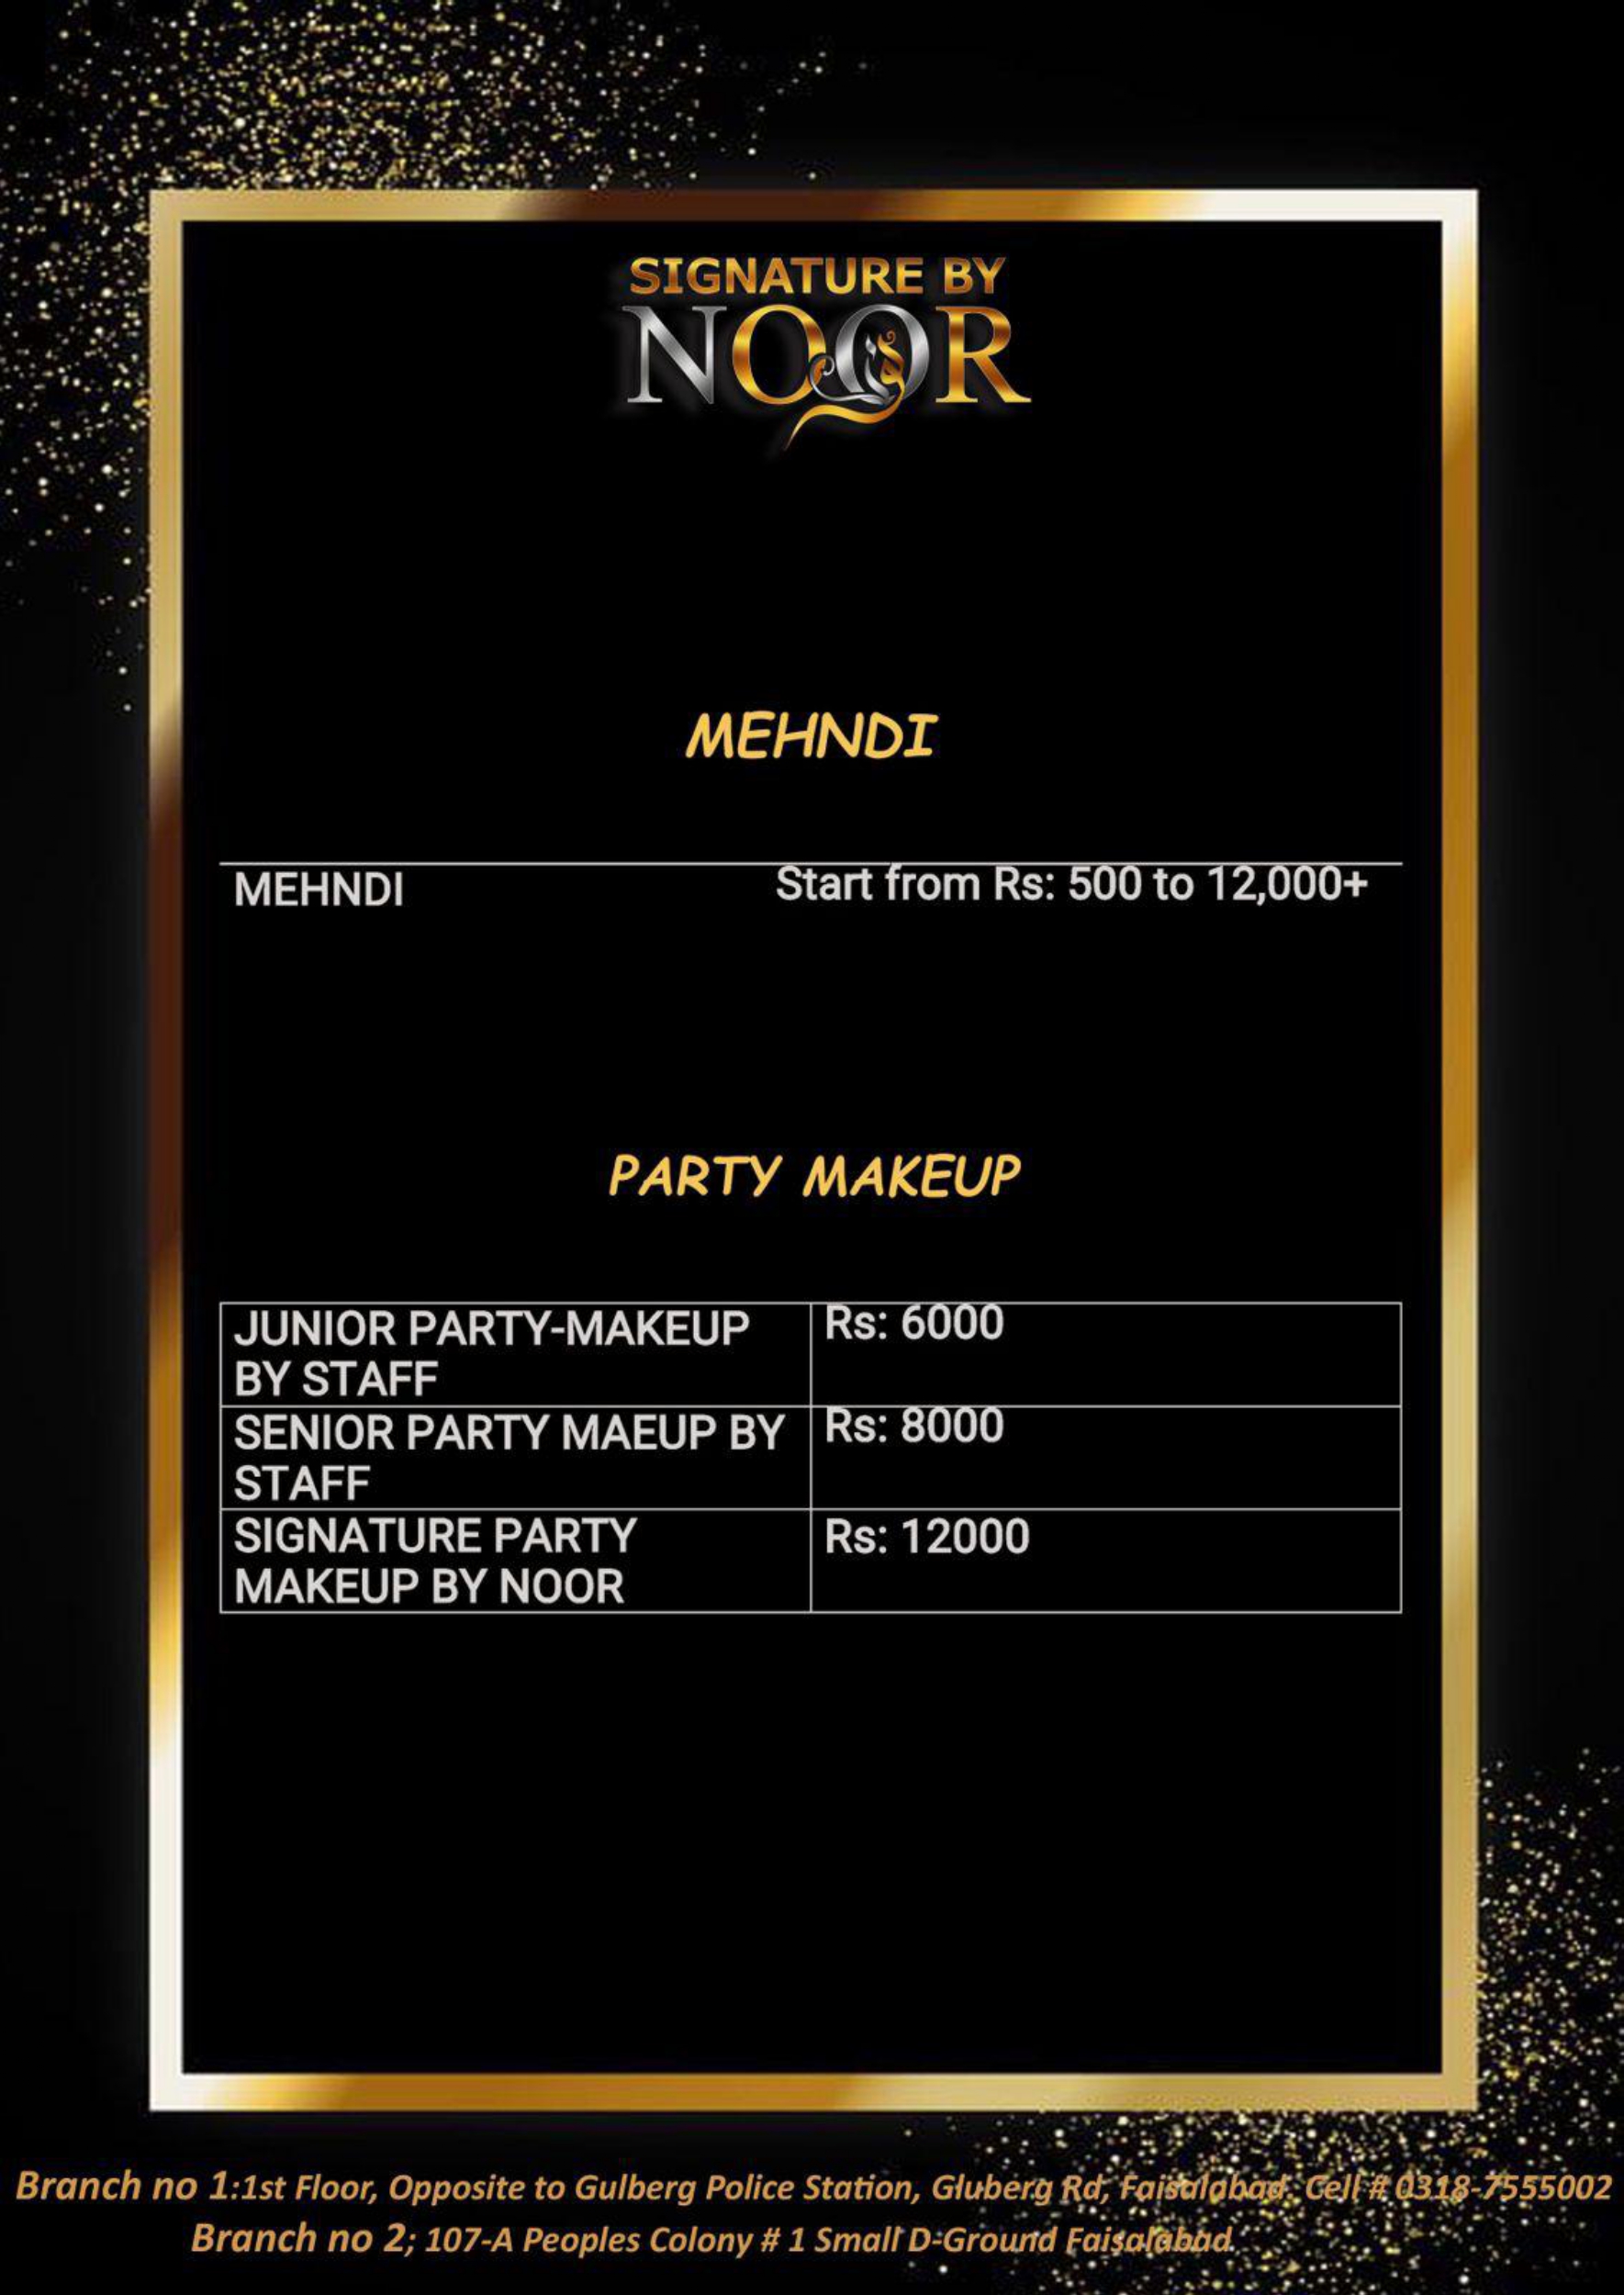 SIGNATURE BY
NOOR
MEHNDI
MEHNDI Start from Rs: 500 to 12,000+
PARTY MAKEUP
JUNIOR PARTY-MAKEUP Rs: 6000
BY STAFF
SENIOR PARTY MAEUP BY Rs: 8000
STAFF
SIGNATURE PARTY Rs: 12000
MAKEUP BY NOOR
Branch no 1:1st Floor, Opposite to Gulberg Police Station, Gluberg Rd, Faisalabad, Cell # 0318-7555002
Branch no 2; 107-A Peoples Colony # 1 Small D-Ground Faisalabad.